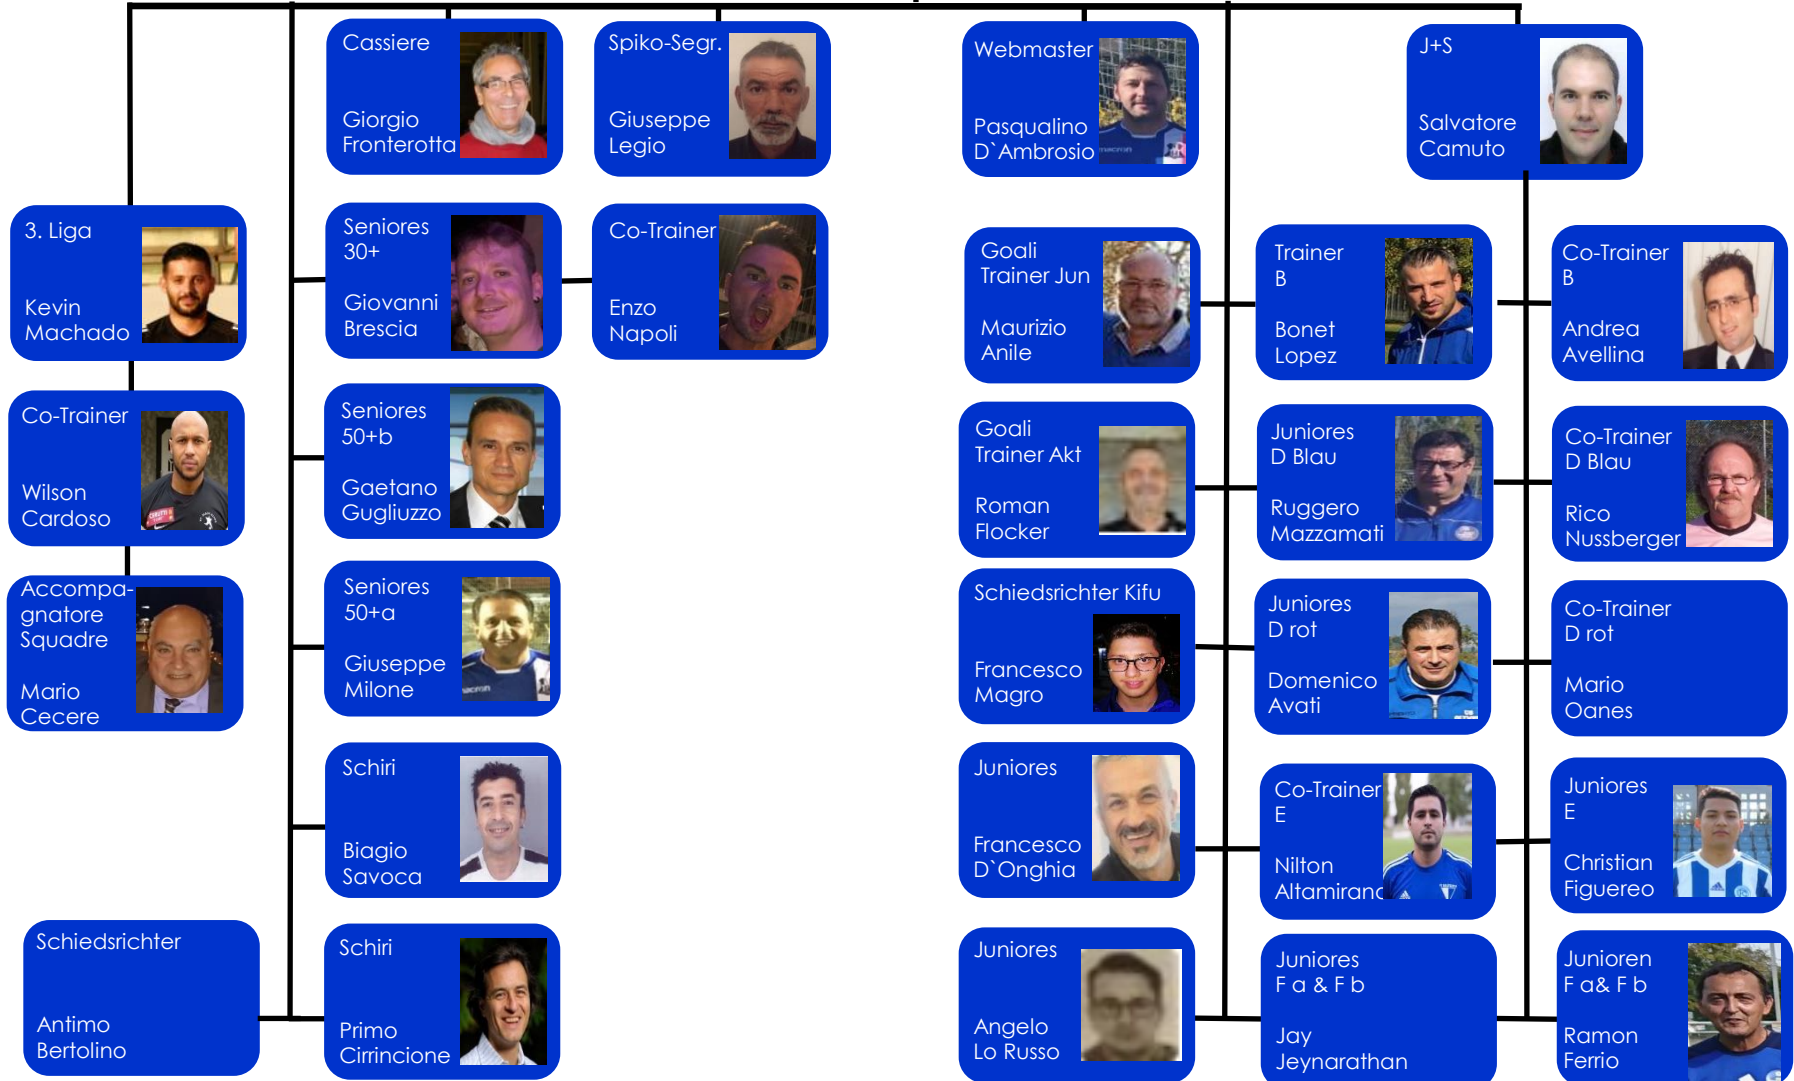 Cassiere
Giorgio
Fronterotta
Spiko-Segr.
Giuseppe
Legio
Webmaster
Pasqualino
D`Ambrosio
J+S
Salvatore
Camuto
3. Liga
Kevin
Machado
Seniores
30+
Giovanni
Brescia
Co-Trainer
Enzo
Napoli
Goali
Trainer Jun
Maurizio
Anile
Trainer
B
Bonet
Lopez
Co-Trainer
B
Andrea
Avellina
Co-Trainer
Wilson
Cardoso
Seniores
50+b
Gaetano
Gugliuzzo
Goali
Trainer Akt
Roman
Flocker
Juniores
D Blau
Ruggero
Mazzamati
Co-Trainer
D Blau
Rico
Nussberger
Accompa-
gnatore
Squadre
Mario
Cecere
Seniores
50+a
Giuseppe
Milone
macron
Schiedsrichter Kifu
Francesco
Magro
Juniores
D rot
Domenico
Avati
Co-Trainer
D rot
Mario
Oanes
Schiri
Biagio
Savoca
Juniores
Francesco
D`Onghia
Co-Trainer
E
Nilton
Altamirano
Juniores
E
Christian
Figuereo
Schiedsrichter
Antimo
Bertolino
Schiri
Primo
Cirrincione
Juniores
Angelo
Lo Russo
Juniores
F a & F b
Jay
Jeynarathan
Junioren
F a& F b
Ramon
Ferrio